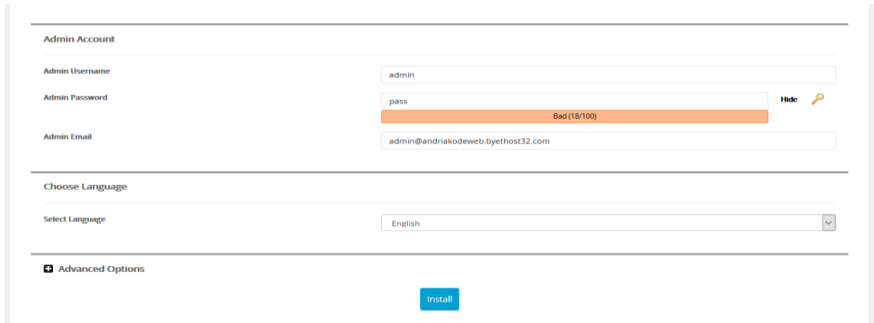 Admin Account
Admin Username
admin
Admin Password
pass
Hide
Bad (18/100)
Admin Email
admin@andriakodeweb.byethost32.com
Choose Language
Select Language
English
Advanced Options
Install